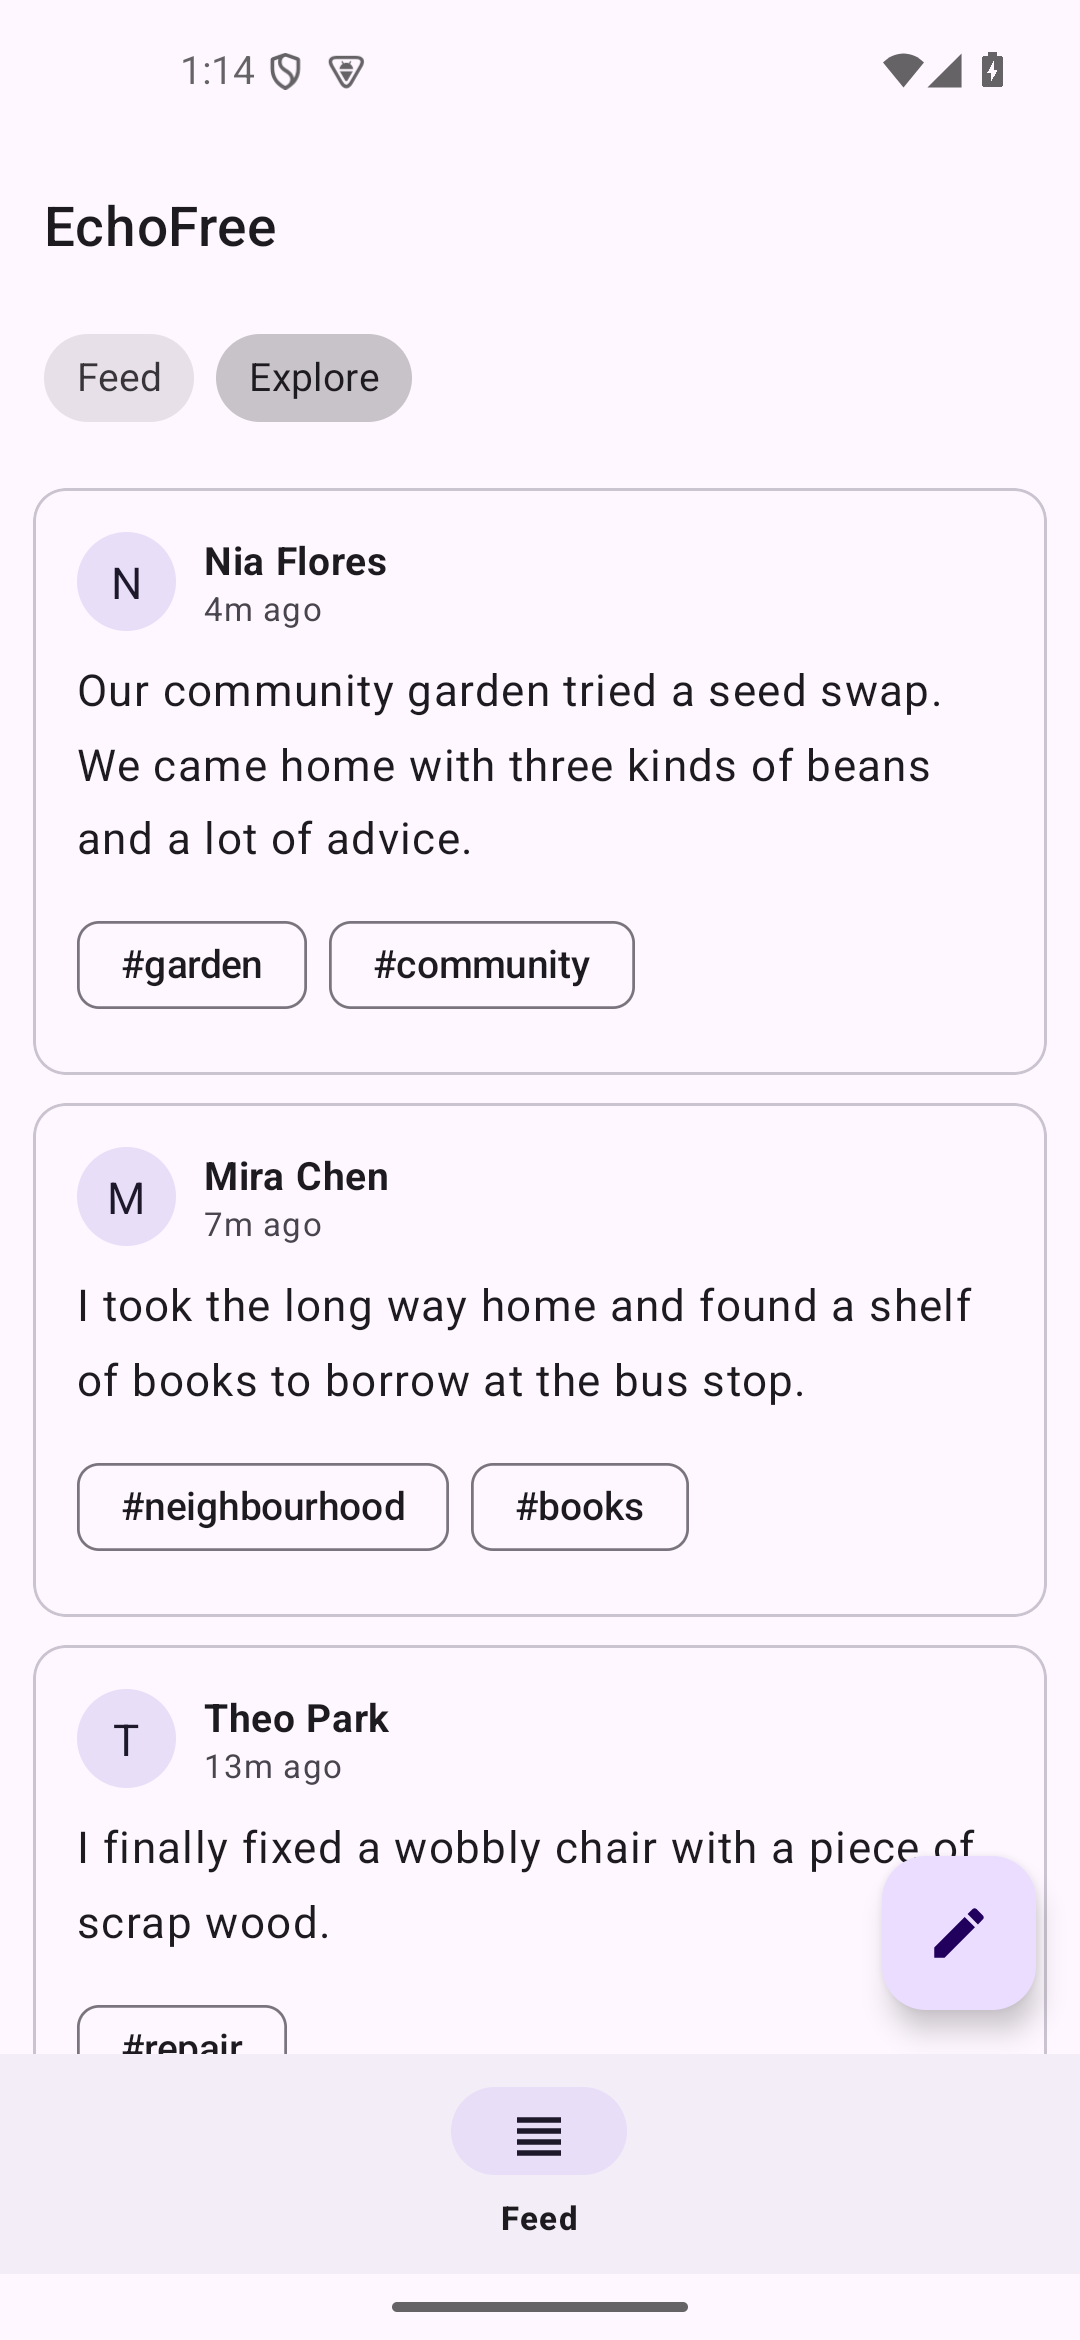 1:14
EchoFree
Feed
Explore
N
Nia Flores
4m ago
Our community garden tried a seed swap.
We came home with three kinds of beans
and a lot of advice.
#garden
#community
M
Mira Chen
7m ago
I took the long way home and found a shelf
of books to borrow at the bus stop.
#neighbourhood
#books
T
Theo Park
13m ago
I finally fixed a wobbly chair with a piece of
scrap wood.
#repair
Feed